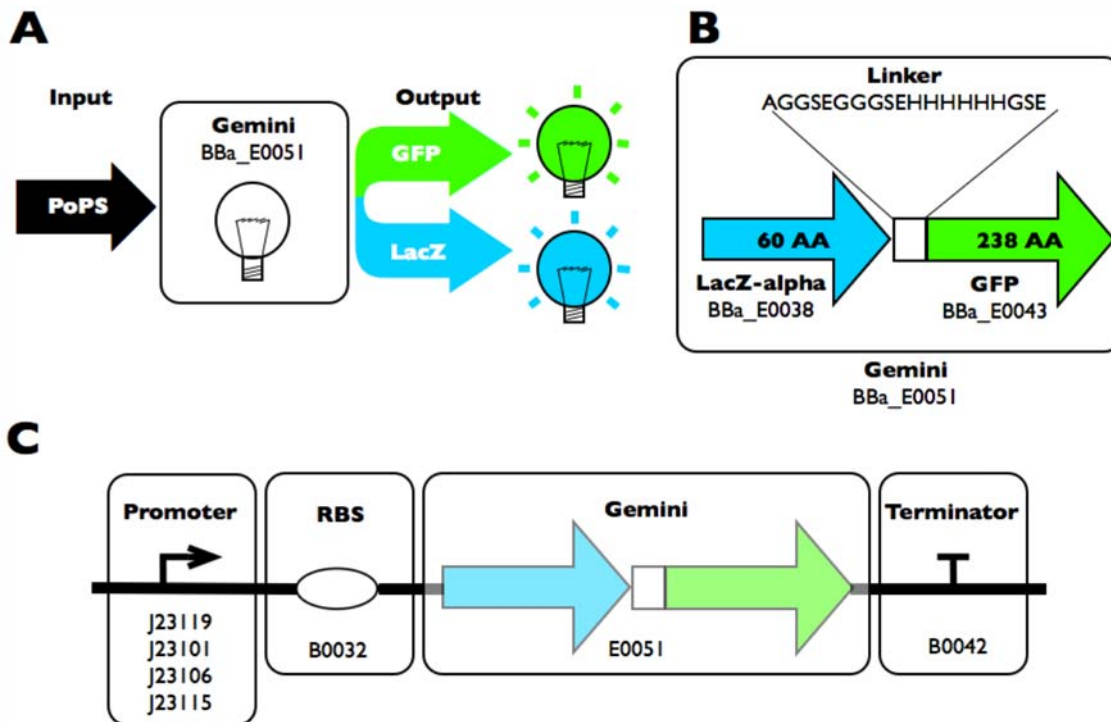 A
Input
Gemini
BBa_E0051
PoPS
Output
GFP
LacZ
B
Linker
AGGSEGGGSEHHHHHHGSE
60 AA
238 AA
LacZ-alpha
BBa_E0038
GFP
BBa_E0043
Gemini
BBa_E0051
C
Promoter
J23119
J23101
J23106
J23115
RBS
B0032
Gemini
E0051
Terminator
B0042